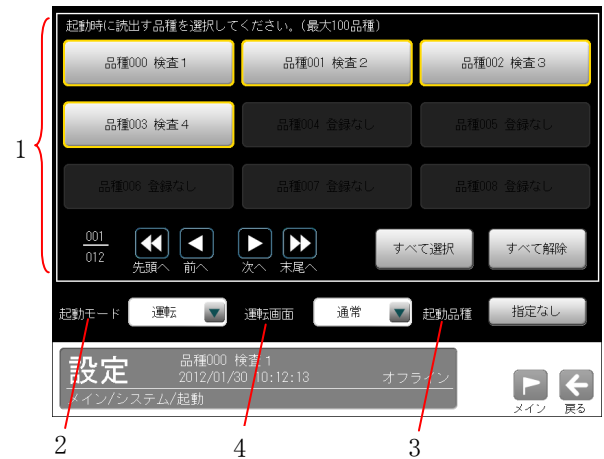 起動時に読出す品種を選択してください。(最大100品種)
品種000 検査1 品種001 検査2 品種002 検査3
1
品種003 検査4 品種004 登録なし 品種005 登録なし
品種006 登録なし 品種007 登録なし 品種008 登録なし
001
012
先頭へ 前へ 次へ 末尾へ すべて選択 すべて解除
起動モード 運転 運転画面 通常 起動品種 指定なし
設定 品種000 検査1
2012/01/30 10:12:13 オフライン
メイン/システム/起動
メイン 戻る
2 4 3